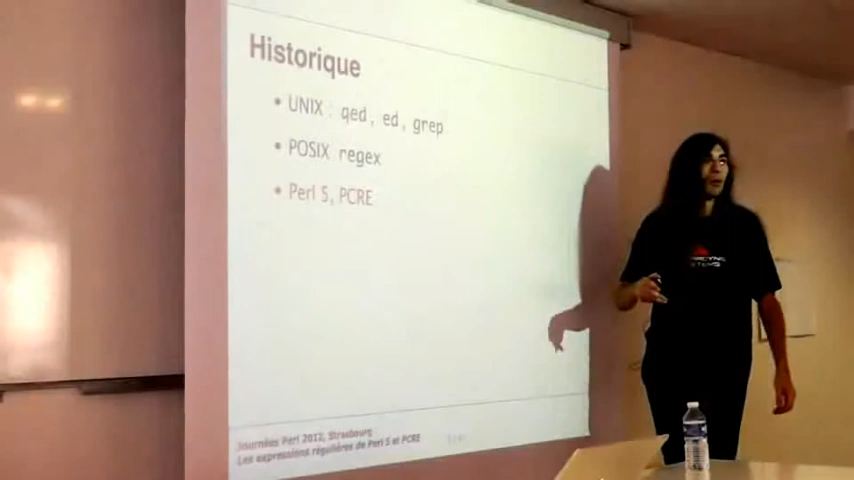 Historique
• UNIX : qed, ed, grep
• POSIX regex
• Perl 5, PCRE
Journées Perl 2012, Strasbourg
Les expressions régulières de Perl 5 et PCRE